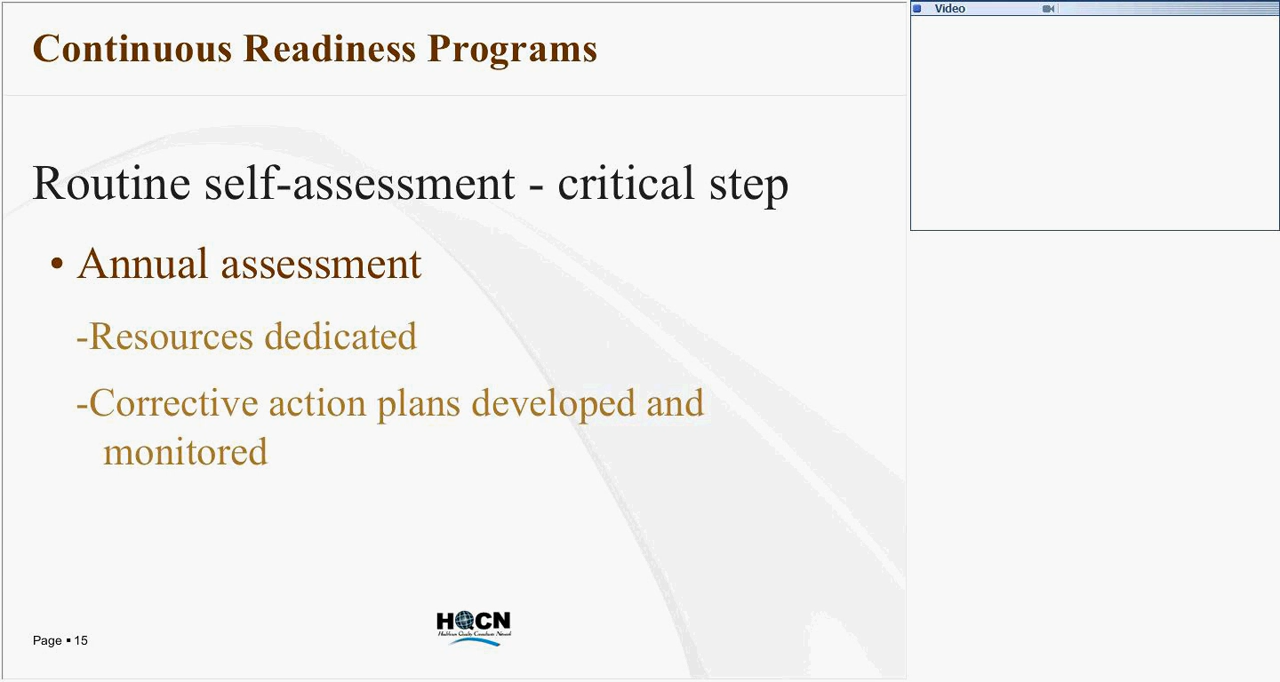 Continuous Readiness Programs
Video
Routine self-assessment - critical step
• Annual assessment
-Resources dedicated
-Corrective action plans developed and
monitored
HQCN
Page ▪ 15